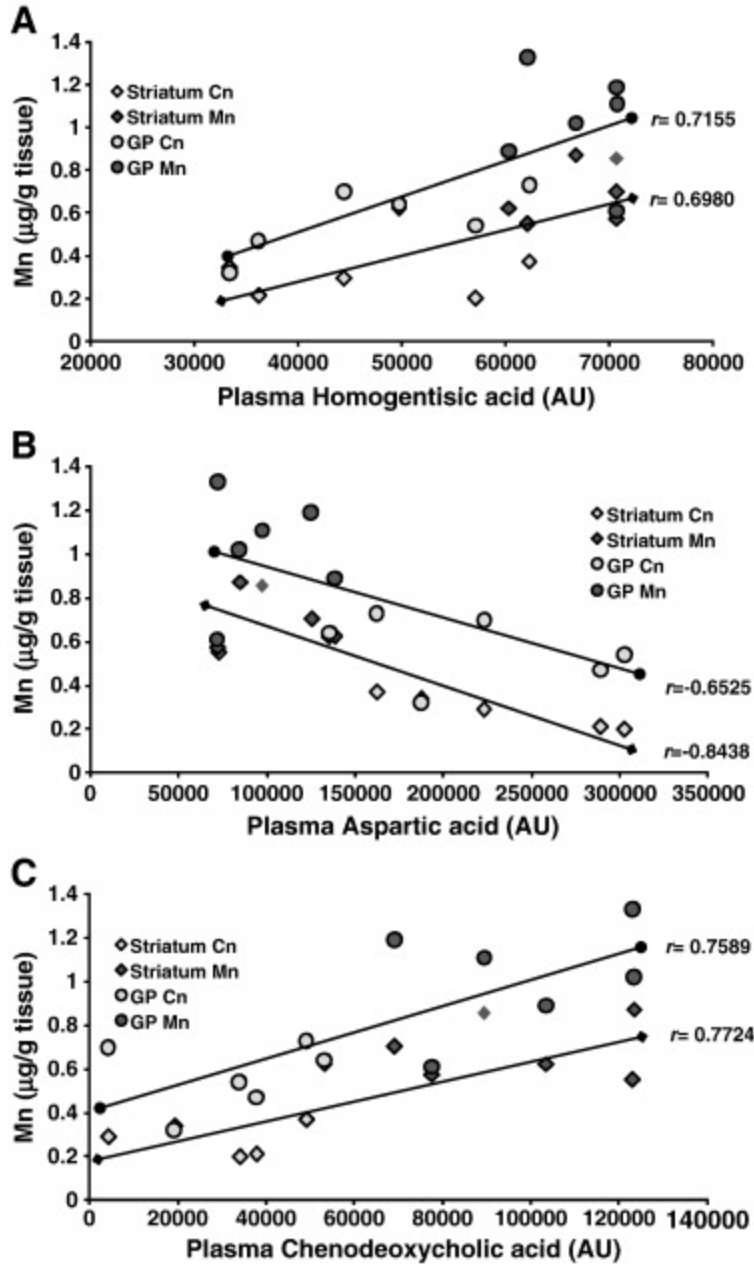 A
1.4
1.2
1
0.8
0.6
0.4
0.2
0
Mn (µg/g tissue)
Striatum Cn
Striatum Mn
GP Cn
GP Mn
r= 0.7155
r= 0.6980
20000 30000 40000 50000 60000 70000 80000
Plasma Homogentisic acid (AU)
B
1.4
1.2
1
0.8
0.6
0.4
0.2
0
Mn (µg/g tissue)
Striatum Cn
Striatum Mn
GP Cn
GP Mn
r=-0.6525
r=-0.8438
0 50000 100000 150000 200000 250000 300000 350000
Plasma Aspartic acid (AU)
C
1.4
1.2
1
0.8
0.6
0.4
0.2
0
Mn (µg/g tissue)
Striatum Cn
Striatum Mn
GP Cn
GP Mn
r= 0.7589
r= 0.7724
0 20000 40000 60000 80000 100000 120000 140000
Plasma Chenodeoxycholic acid (AU)